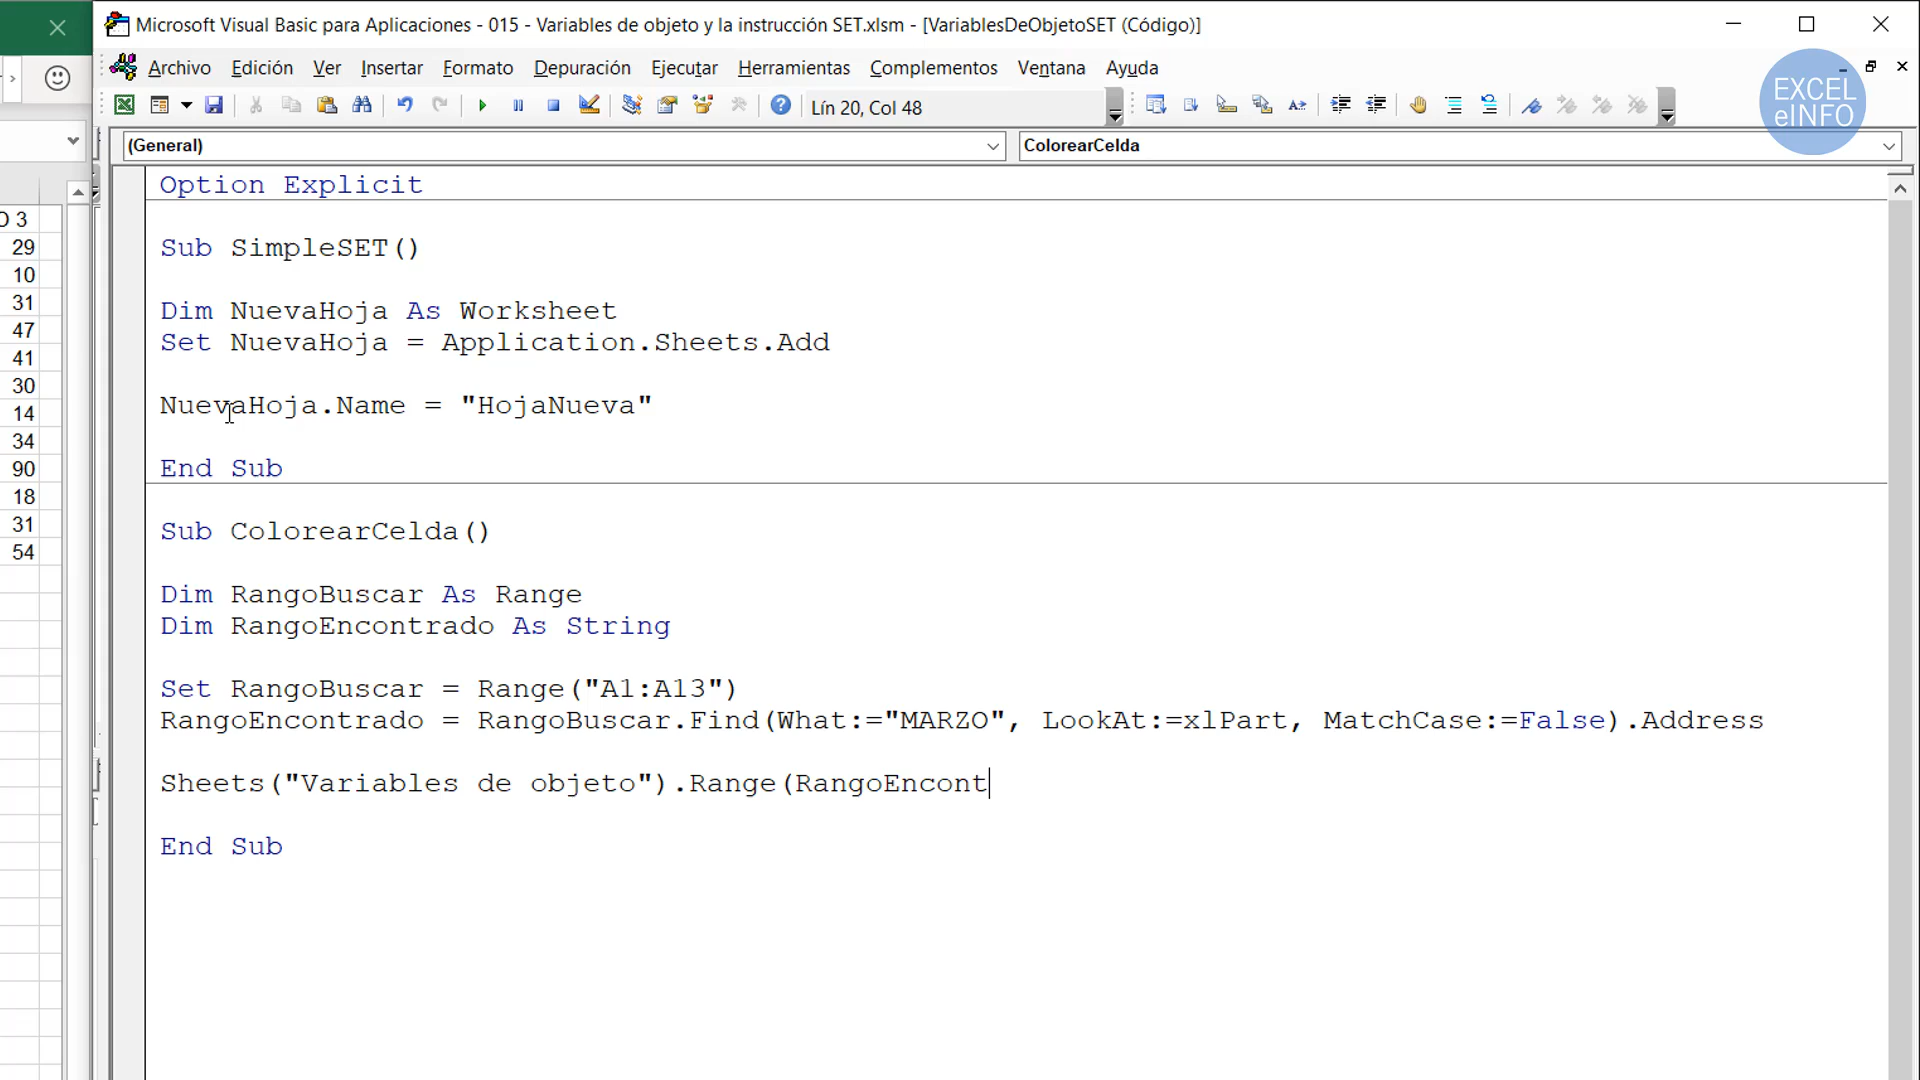 Microsoft Visual Basic para Aplicaciones - 015 - Variables de objeto y la instrucción SET.xlsm - [VariablesDeObjetoSET (Código)]
Archivo Edición Ver Insertar Formato Depuración Ejecutar Herramientas Complementos Ventana Ayuda
EXCEL
eINFO
Lín 20, Col 48
(General) ColorearCelda
Option Explicit
Sub SimpleSET()
Dim NuevaHoja As Worksheet
Set NuevaHoja = Application.Sheets.Add
NuevaHoja.Name = "HojaNueva"
End Sub
Sub ColorearCelda()
Dim RangoBuscar As Range
Dim RangoEncontrado As String
Set RangoBuscar = Range("A1:A13")
RangoEncontrado = RangoBuscar.Find(What:="MARZO", LookAt:=xlPart, MatchCase:=False).Address
Sheets("Variables de objeto").Range(RangoEncont
End Sub
O 3
29
10
31
47
41
30
14
34
90
18
31
54